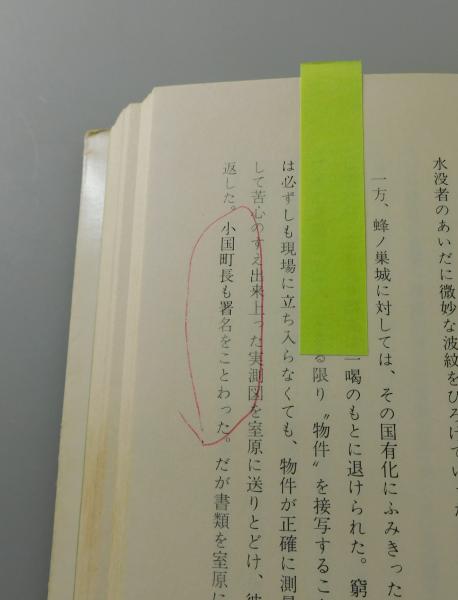 水没者のあいだに微妙な波紋をひろげてい
一方、蜂ノ巣城に対しては、その国有化にふみきった
一喝のもとに退けられた。窮
る限り〝物件〟を接写するこ
は必ずしも現場に立ち入らなくても、物件が正確に測量
して苦心のすえ出来上った実測図を室原に送りとどけ、彼
返した。小国町長も署名をことわった。だが書類を室原に